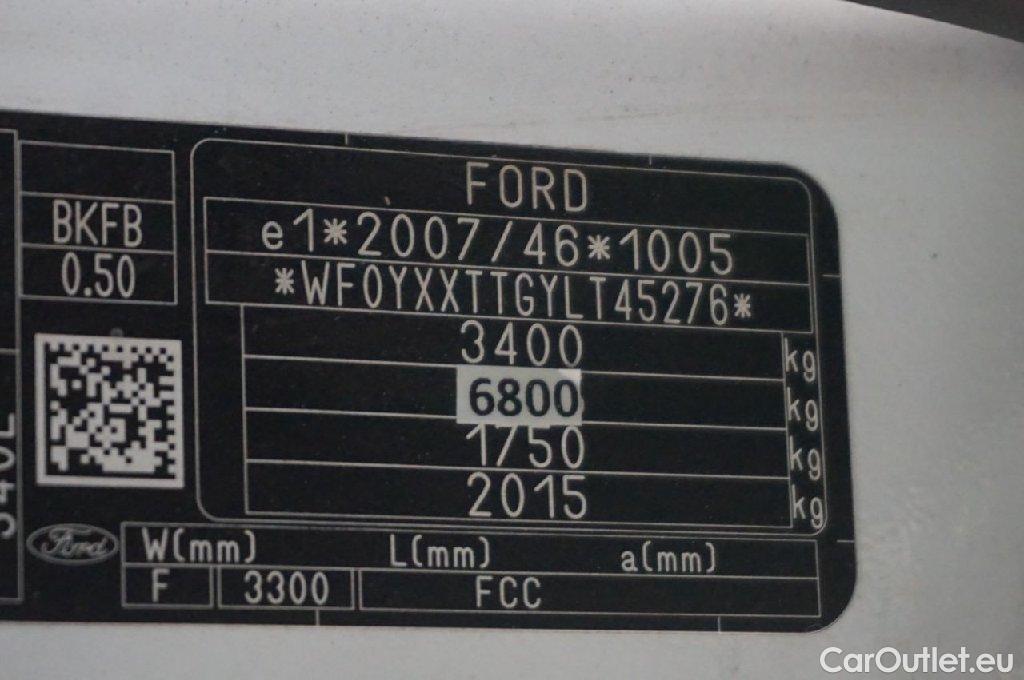 FORD
BKFB
e1*2007/46*1005
0.50
*WF0YXXTTGYLT45276*
3400 kg
6800 kg
1750 kg
2015 kg
Ford
W(mm) L(mm) a(mm)
F 3300 FCC
CarOutlet.eu